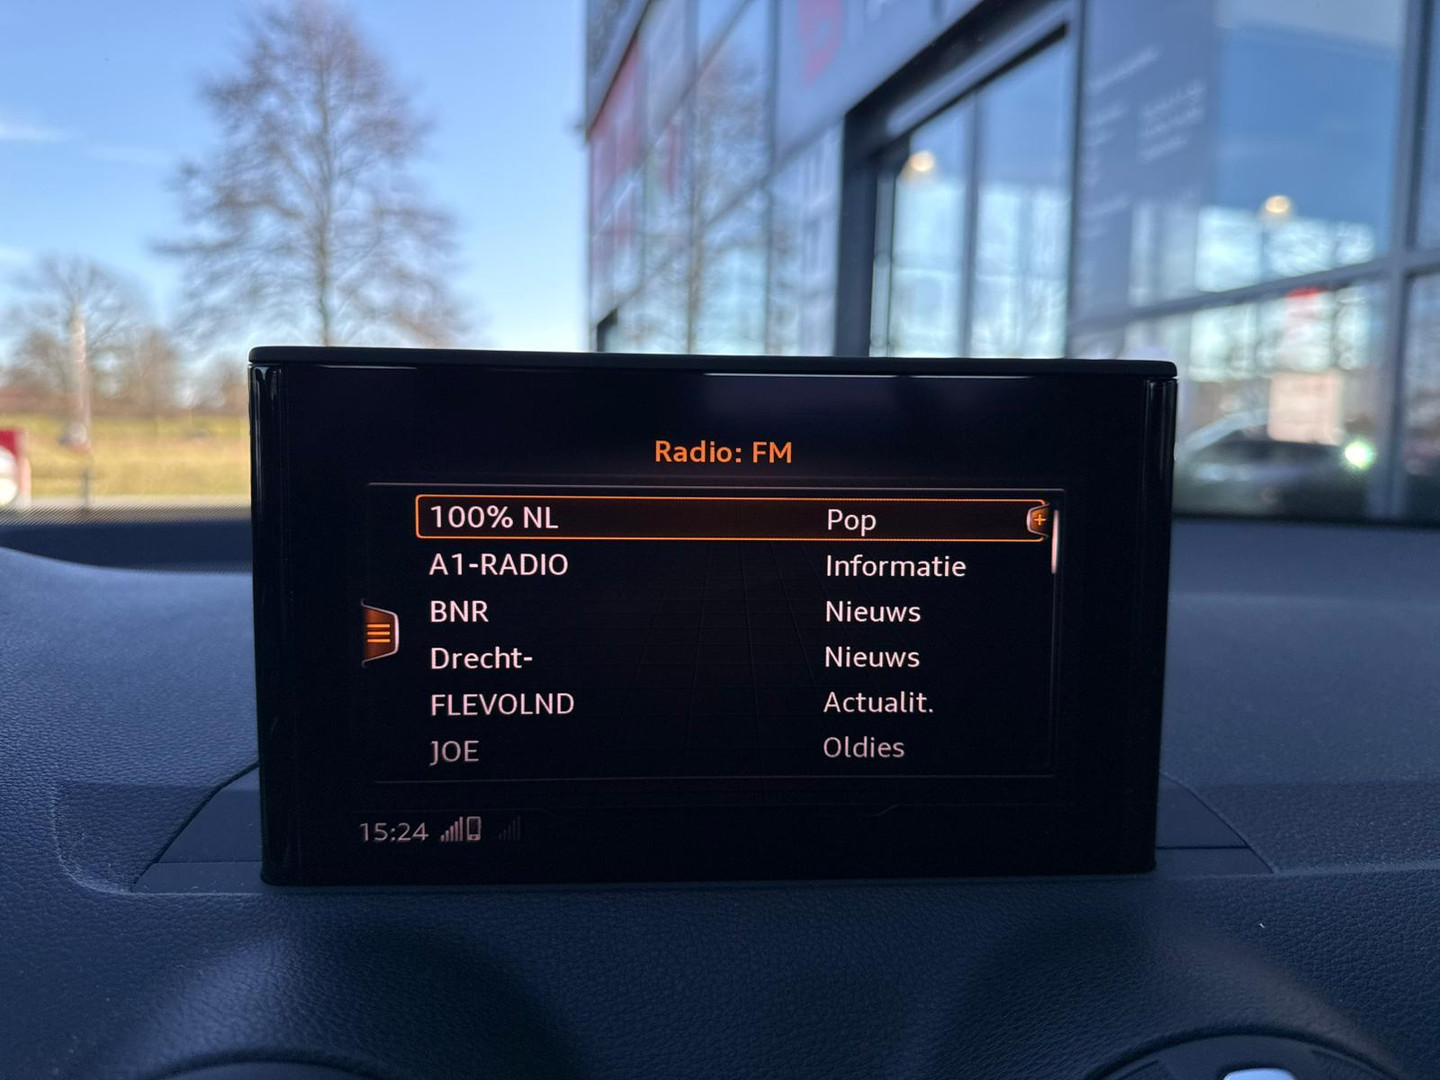 Radio: FM
100% NL Pop
A1-RADIO Informatie
BNR Nieuws
Drecht- Nieuws
FLEVOLND Actualit.
JOE Oldies
15:24